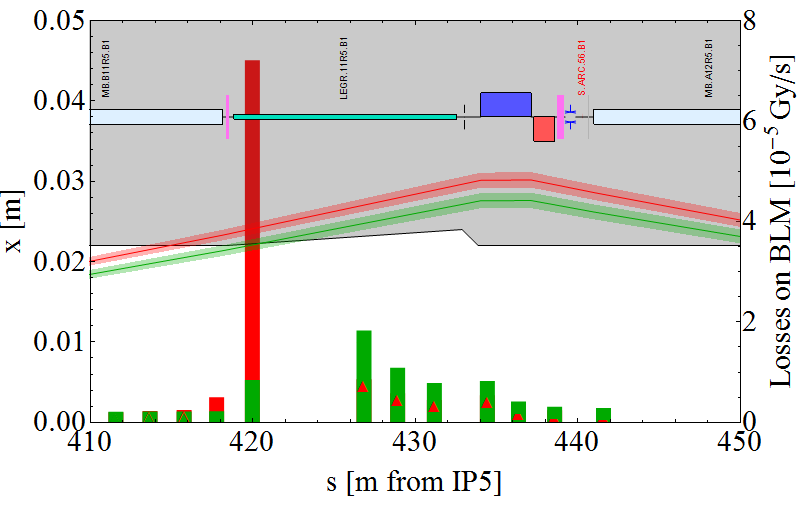 0.05
0.04
0.03
0.02
0.01
0.00
x [m]
MB.B11R5.B1
LEGR.11R5.B1
S.ARC.56.B1
MB.A12R5.B1
8
6
4
2
0
Losses on BLM [10⁻⁵ Gy/s]
410
420
430
440
450
s [m from IP5]